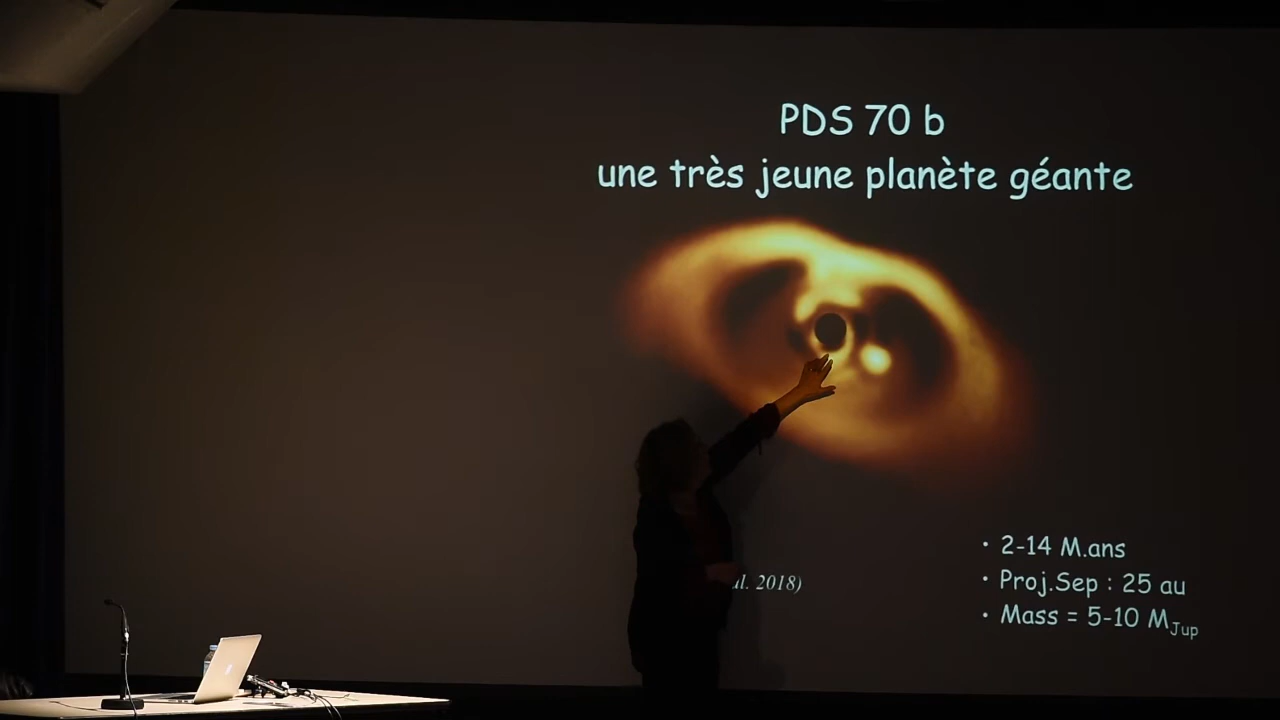 PDS 70 b
une très jeune planète géante
2018)
• 2-14 M.ans
• Proj.Sep : 25 au
• Mass = 5-10 MJup